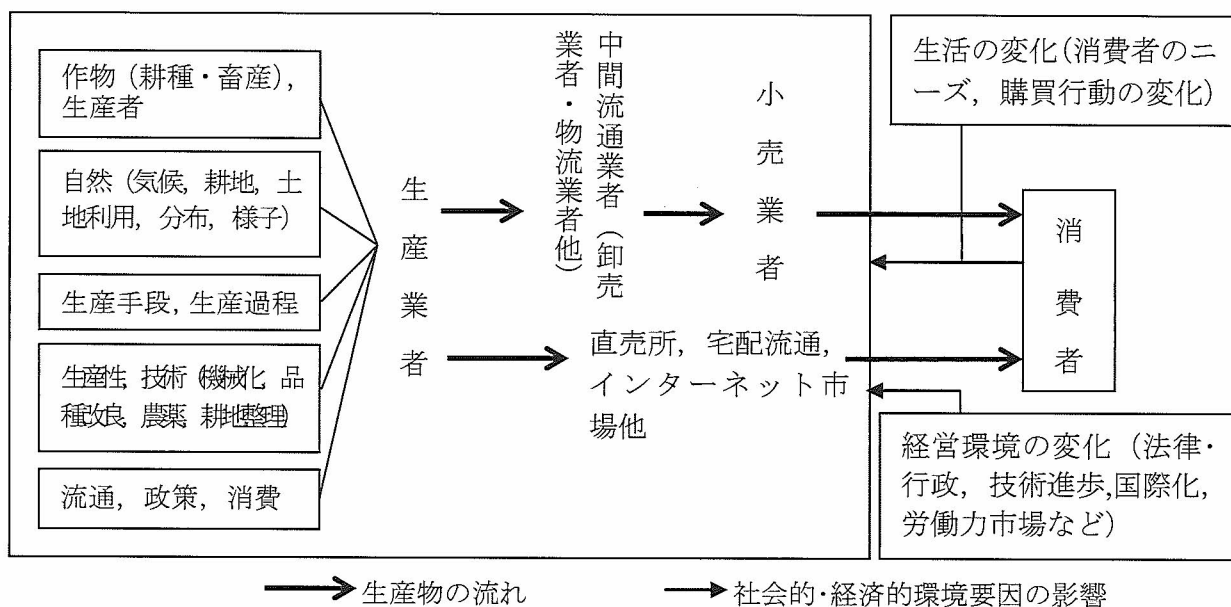 作物（耕種・畜産），
生産者
自然（気候，耕地，土
地利用，分布，様子）
生産手段，生産過程
生産性，技術（機械化，品
種改良，農薬，耕地整理）
流通，政策，消費
生産業者
中間流通業者（卸売
業者・物流業者他）
小売業者
直売所，宅配流通，
インターネット市
場他
生活の変化（消費者のニ
ーズ，購買行動の変化）
消費者
経営環境の変化（法律・
行政，技術進歩,国際化，
労働力市場など）
生産物の流れ
社会的・経済的環境要因の影響